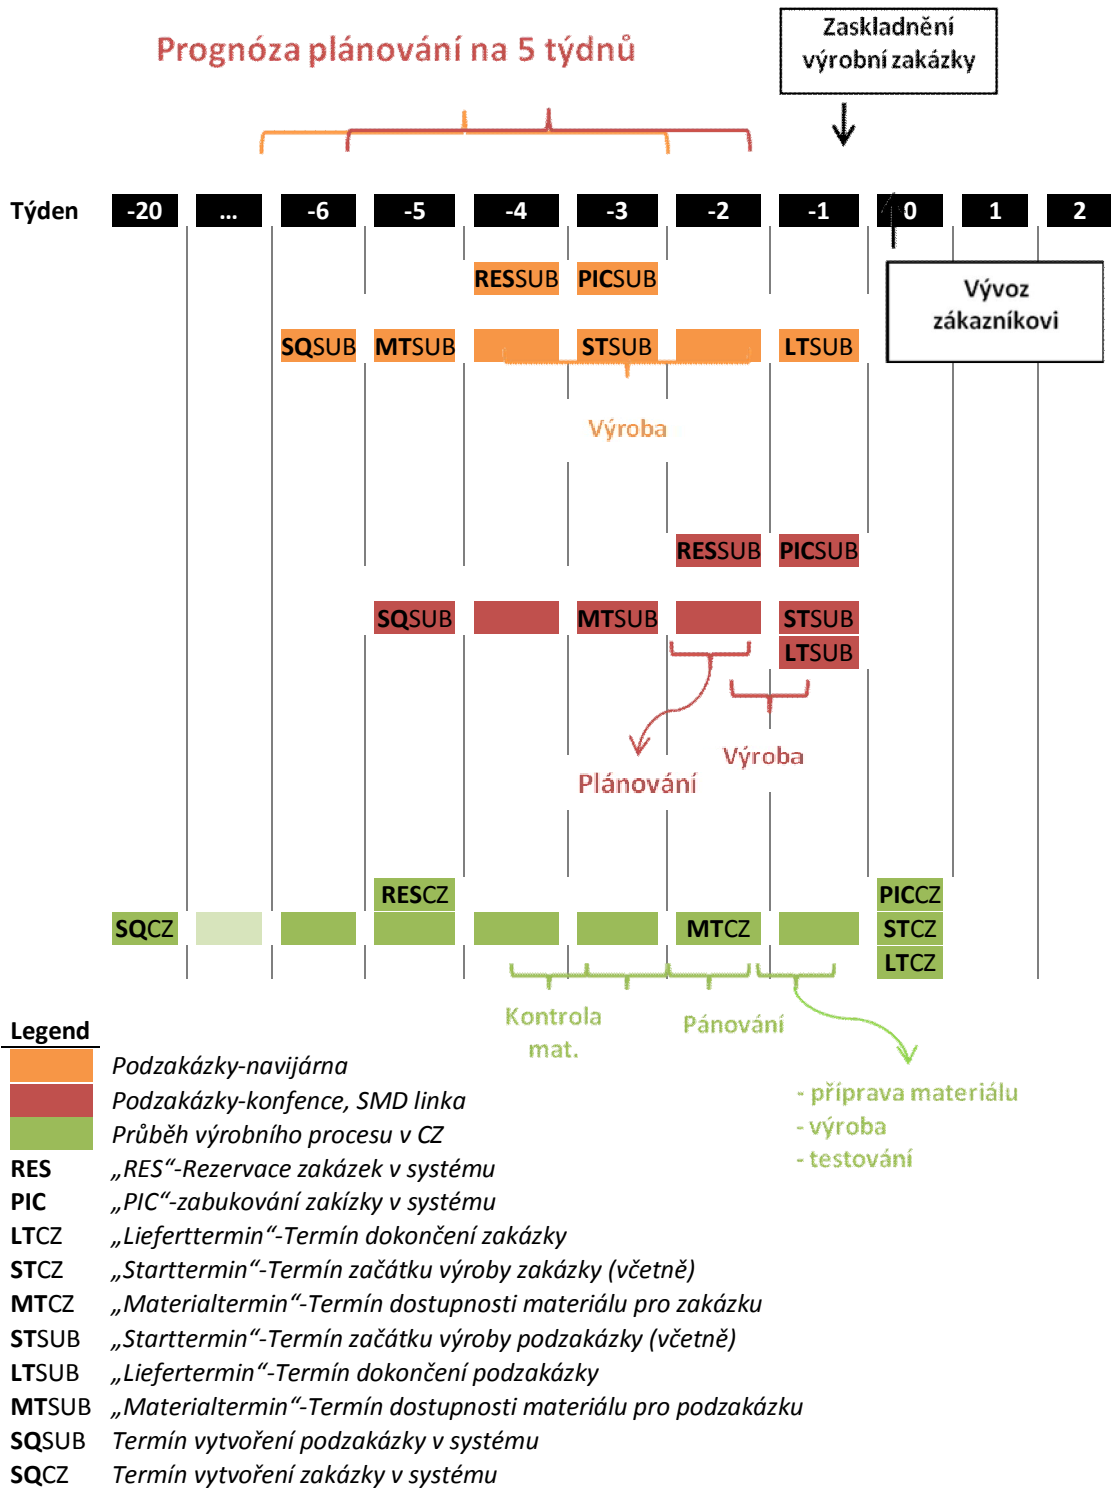 Prognóza plánování na 5 týdnů
Zaskladnění
výrobní zakázky
Týden -20 ... -6 -5 -4 -3 -2 -1 0 1 2
RESSUB PICSUB
Vývoz
zákazníkovi
SQSUB MTSUB STSUB LTSUB
Výroba
RESSUB PICSUB
SQSUB MTSUB STSUB
LTSUB
Výroba
Plánování
RESCZ PICCZ
SQCZ MTCZ STCZ
LTCZ
Kontrola
mat.
Pánování
- příprava materiálu
- výroba
- testování
Legend
Podzakázky-navijárna
Podzakázky-konfence, SMD linka
Průběh výrobního procesu v CZ
RES „RES“-Rezervace zakázek v systému
PIC „PIC“-zabukování zakízky v systému
LTCZ „Lieferttermin“-Termín dokončení zakázky
STCZ „Starttermin“-Termín začátku výroby zakázky (včetně)
MTCZ „Materialtermin“-Termín dostupnosti materiálu pro zakázku
STSUB „Starttermin“-Termín začátku výroby podzakázky (včetně)
LTSUB „Liefertermin“-Termín dokončení podzakázky
MTSUB „Materialtermin“-Termín dostupnosti materiálu pro podzakázku
SQSUB Termín vytvoření podzakázky v systému
SQCZ Termín vytvoření zakázky v systému